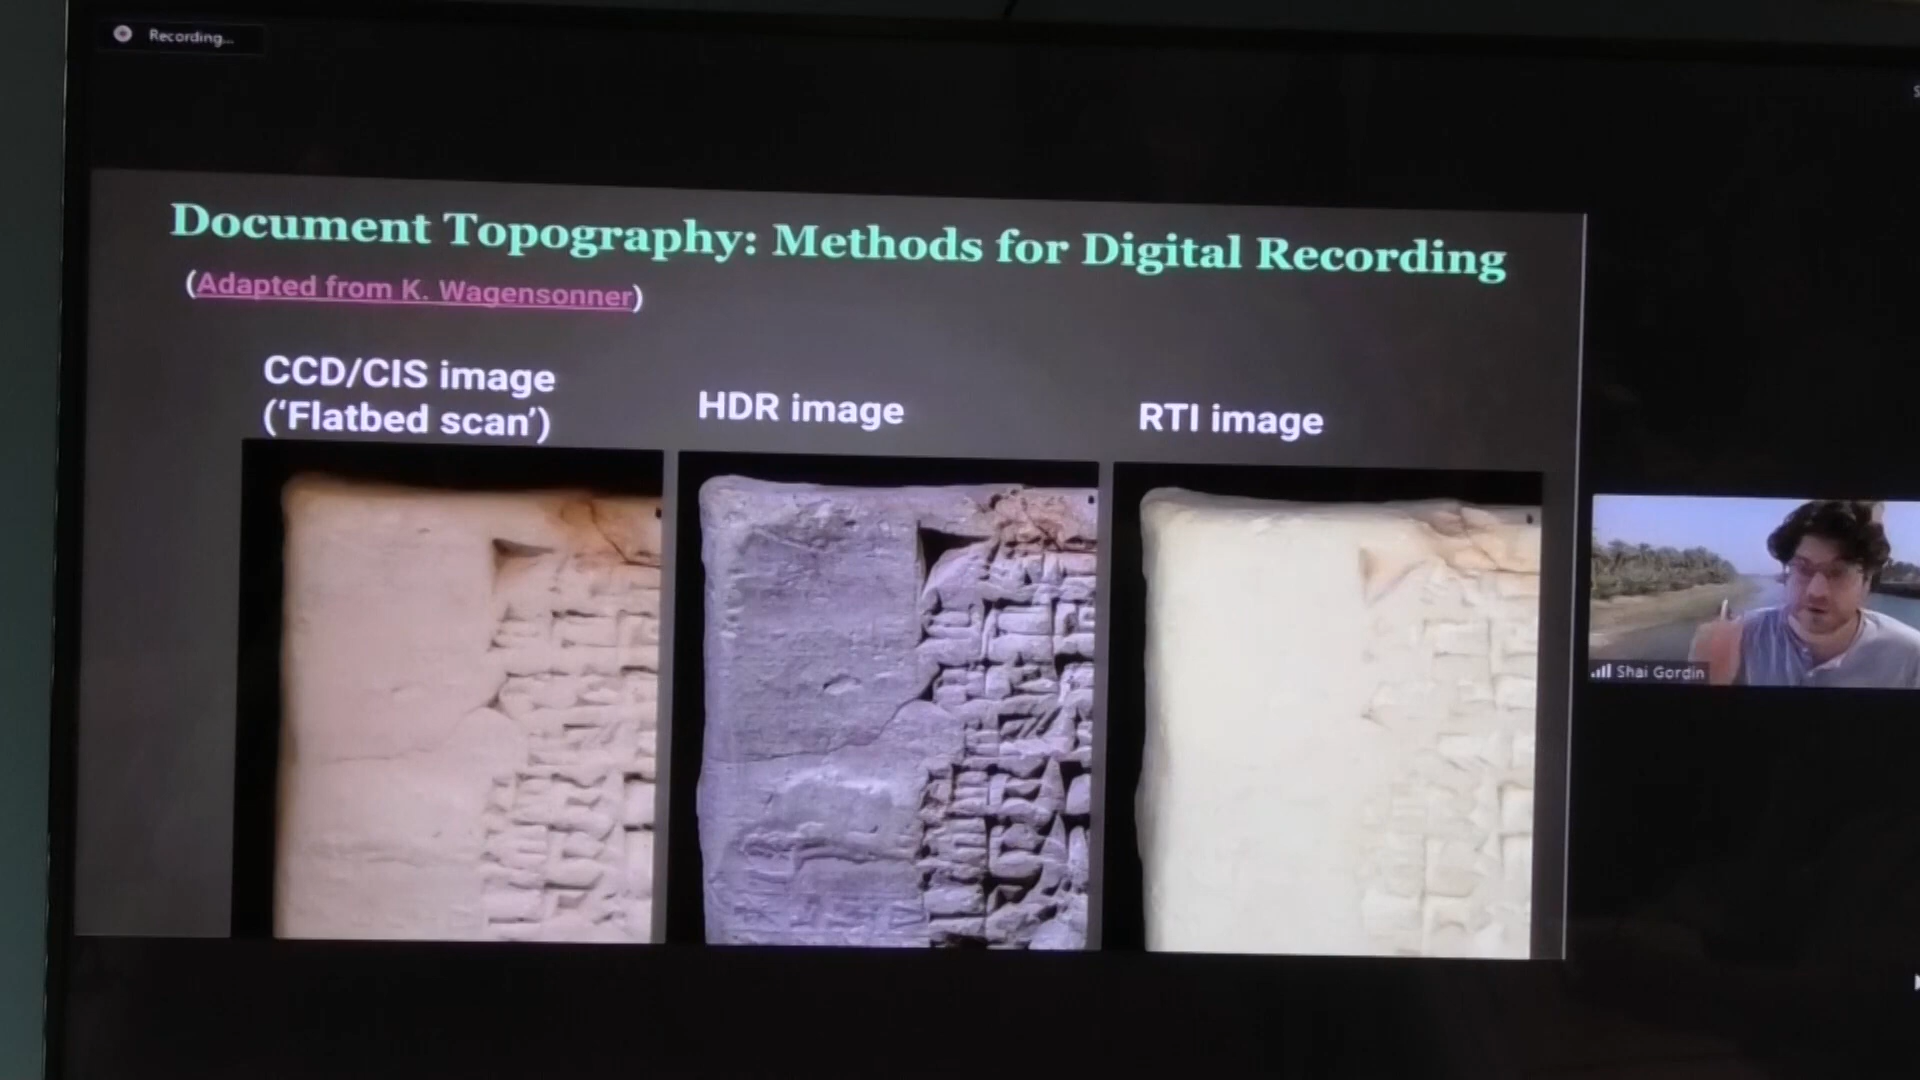 Recording...
Document Topography: Methods for Digital Recording
(Adapted from K. Wagensonner)
CCD/CIS image
('Flatbed scan')
HDR image
RTI image
Shai Gordin